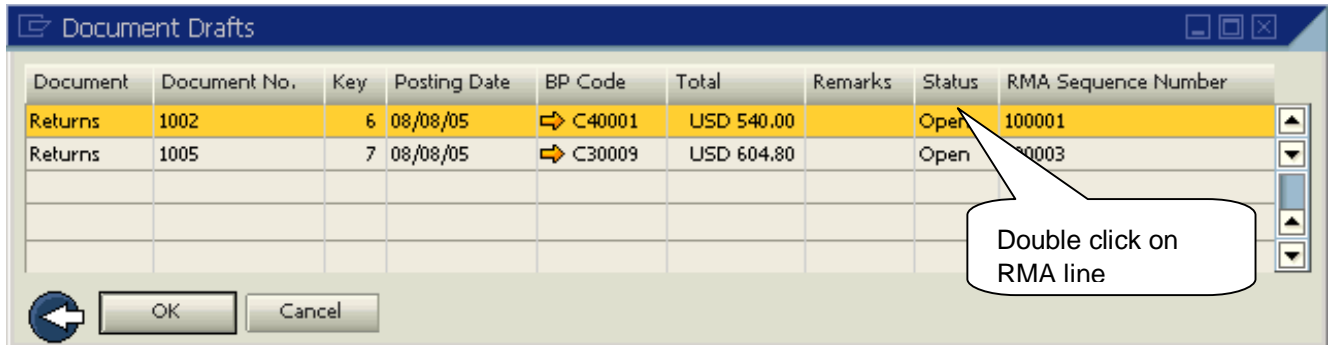 Document Drafts
Document Document No. Key Posting Date BP Code Total Remarks Status RMA Sequence Number
Returns 1002 6 08/08/05 C40001 USD 540.00 Open 100001
Returns 1005 7 08/08/05 C30009 USD 604.80 Open
Double click on
RMA line
OK Cancel